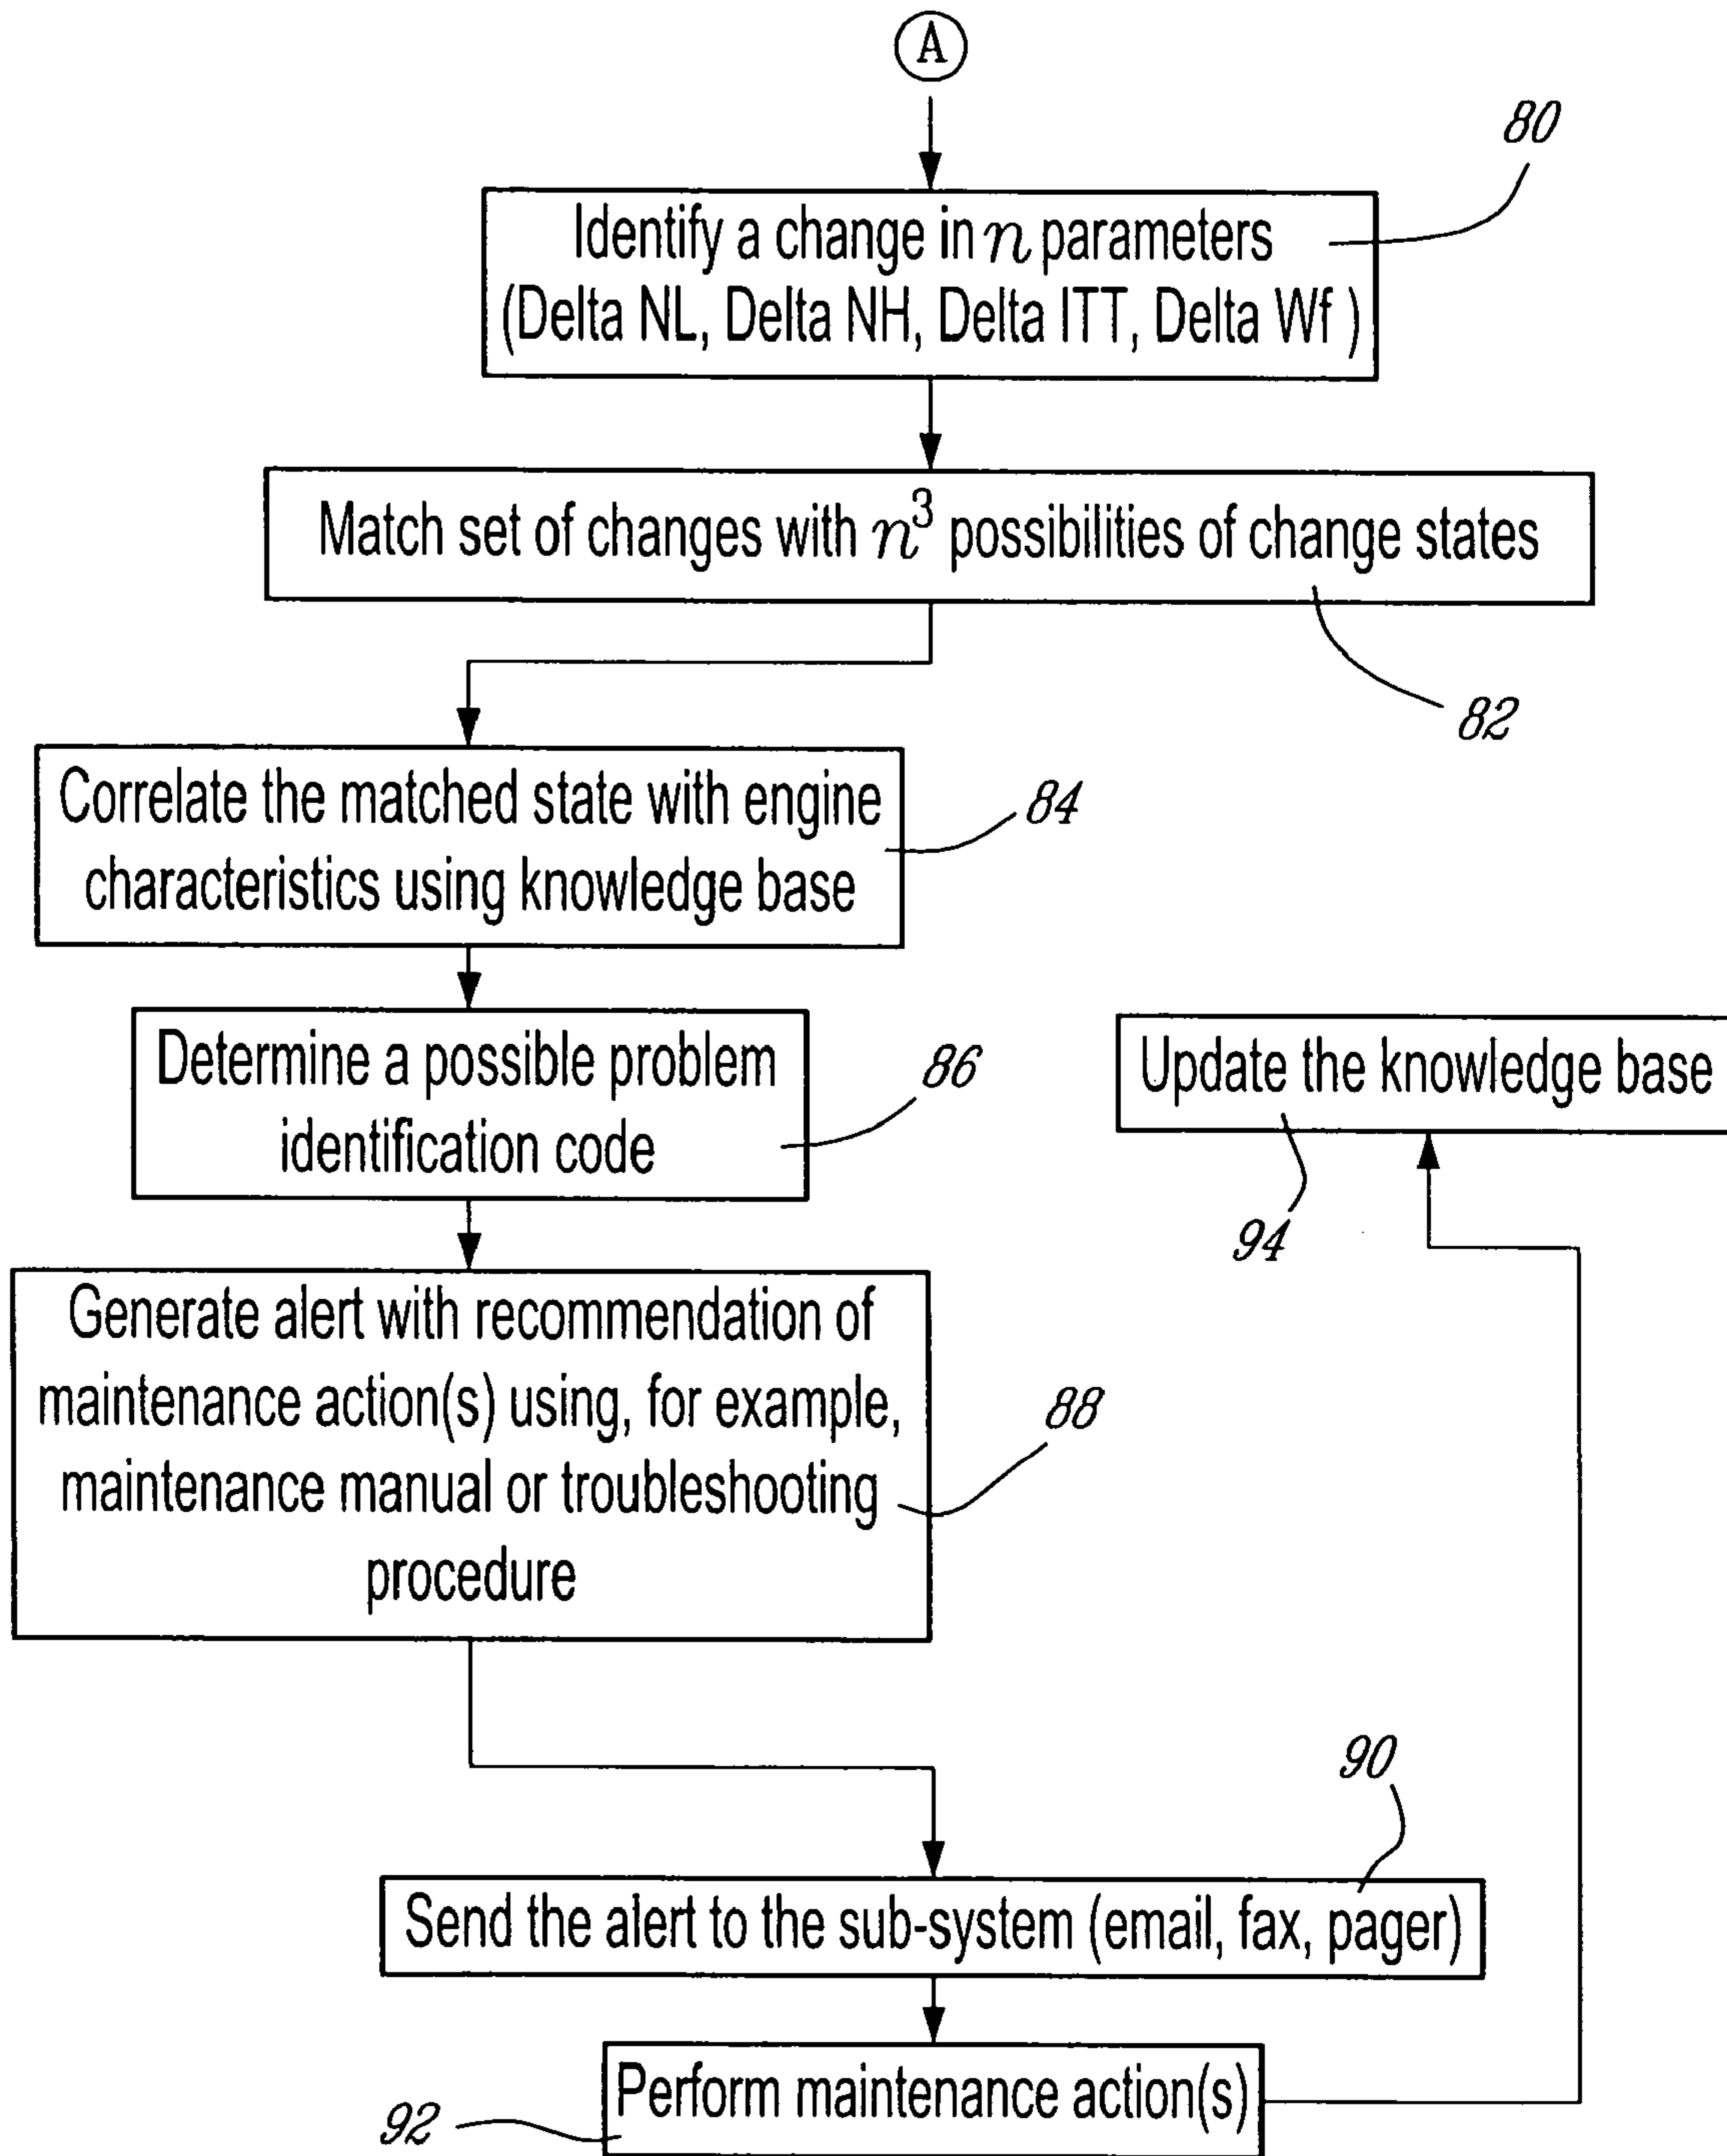 A
80
Identify a change in n parameters
(Delta NL, Delta NH, Delta ITT, Delta Wf )
Match set of changes with n³ possibilities of change states
82
Correlate the matched state with engine
characteristics using knowledge base
84
Determine a possible problem
identification code
86
Update the knowledge base
94
Generate alert with recommendation of
maintenance action(s) using, for example,
maintenance manual or troubleshooting
procedure
88
90
Send the alert to the sub-system (email, fax, pager)
Perform maintenance action(s)
92